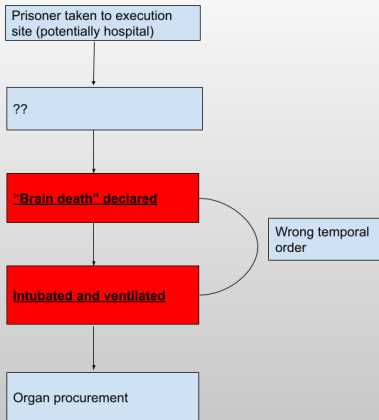 Prisoner taken to execution
site (potentially hospital)
??
“Brain death” declared
Wrong temporal
order
Intubated and ventilated
Organ procurement